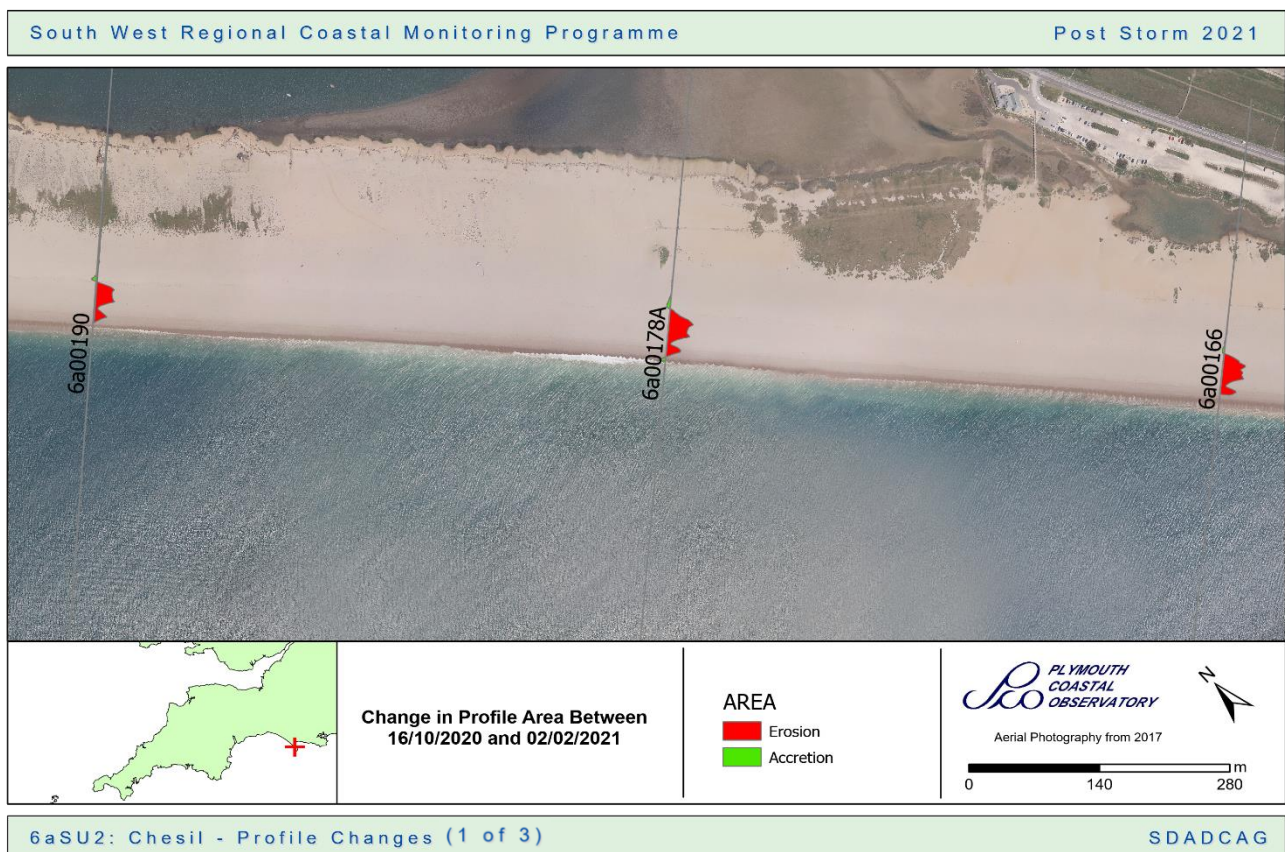 South West Regional Coastal Monitoring Programme
Post Storm 2021
6a00190
6a00178A
6a00166
Change in Profile Area Between
16/10/2020 and 02/02/2021
AREA
Erosion
Accretion
PCO
PLYMOUTH
COASTAL
OBSERVATORY
N
Aerial Photography from 2017
m
0 140 280
6aSU2: Chesil - Profile Changes (1 of 3)
SDADCAG